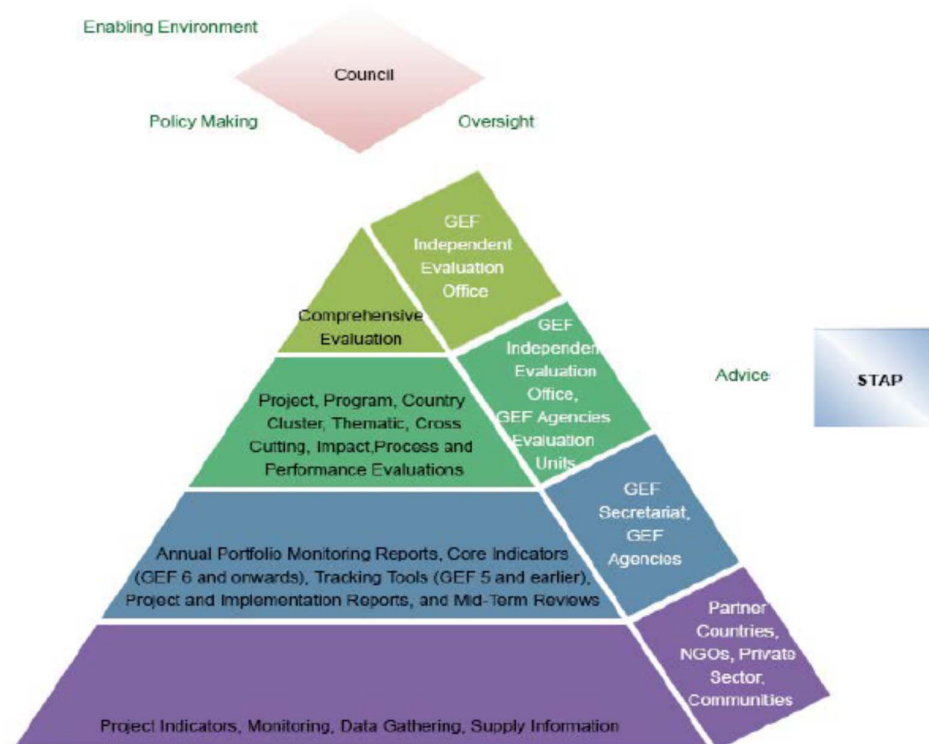 Enabling Environment
Council
Policy Making
Oversight
GEF
Independent
Evaluation
Office
Comprehensive
Evaluation
GEF
Independent
Evaluation
Office,
GEF Agencies
Evaluation
Units
Advice
STAP
Project, Program, Country
Cluster, Thematic, Cross
Cutting, Impact,Process and
Performance Evaluations
GEF
Secretariat,
GEF
Agencies
Annual Portfolio Monitoring Reports, Core Indicators
(GEF 6 and onwards), Tracking Tools (GEF 5 and earlier),
Project and Implementation Reports, and Mid-Term Reviews
Partner
Countries,
NGOs, Private
Sector,
Communities
Project Indicators, Monitoring, Data Gathering, Supply Information